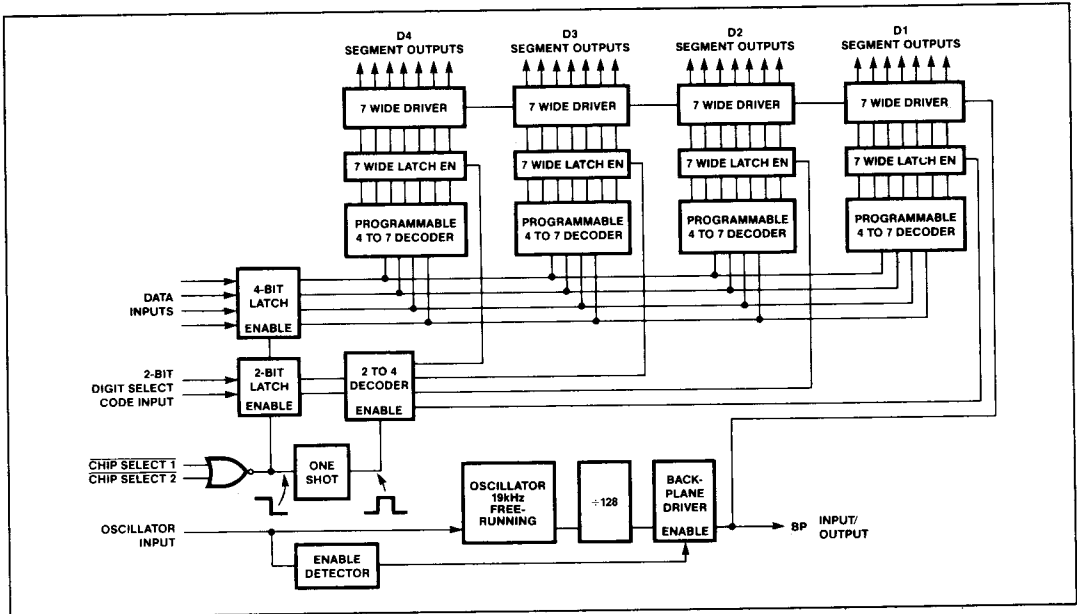 D4
SEGMENT OUTPUTS
D3
SEGMENT OUTPUTS
D2
SEGMENT OUTPUTS
D1
SEGMENT OUTPUTS
7 WIDE DRIVER
7 WIDE DRIVER
7 WIDE DRIVER
7 WIDE DRIVER
7 WIDE LATCH EN
7 WIDE LATCH EN
7 WIDE LATCH EN
7 WIDE LATCH EN
PROGRAMMABLE
4 TO 7 DECODER
PROGRAMMABLE
4 TO 7 DECODER
PROGRAMMABLE
4 TO 7 DECODER
PROGRAMMABLE
4 TO 7 DECODER
DATA
INPUTS
4-BIT
LATCH
ENABLE
2-BIT
DIGIT SELECT
CODE INPUT
2-BIT
LATCH
ENABLE
2 TO 4
DECODER
ENABLE
CHIP SELECT 1
CHIP SELECT 2
ONE
SHOT
OSCILLATOR
INPUT
OSCILLATOR
19kHz
FREE-
RUNNING
÷128
BACK-
PLANE
DRIVER
ENABLE
BP
INPUT/
OUTPUT
ENABLE
DETECTOR